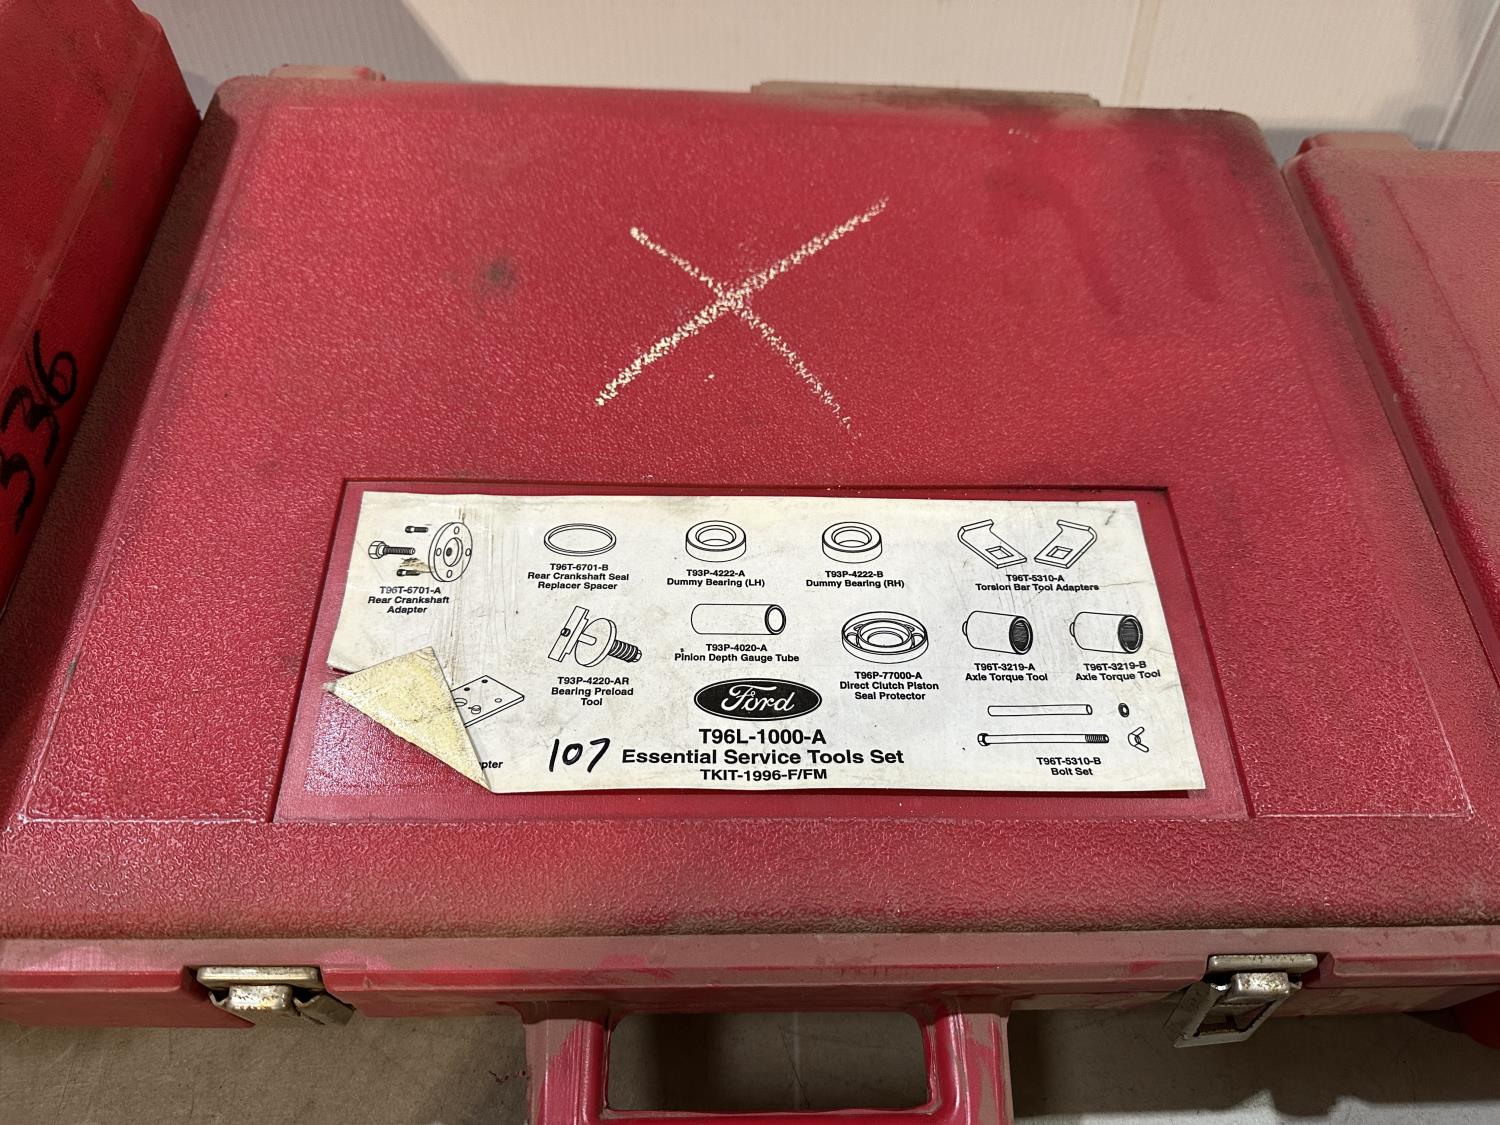 336
T96T-6701-A
Rear Crankshaft
Adapter
T96T-6701-B
Rear Crankshaft Seal
Replacer Spacer
T93P-4222-A
Dummy Bearing (LH)
T93P-4222-B
Dummy Bearing (RH)
T96T-5310-A
Torsion Bar Tool Adapters
T93P-4220-AR
Bearing Preload
Tool
T93P-4020-A
Pinion Depth Gauge Tube
T96P-77000-A
Direct Clutch Piston
Seal Protector
T96T-3219-A
Axle Torque Tool
T96T-3219-B
Axle Torque Tool
pter
Ford
T96L-1000-A
107
Essential Service Tools Set
TKIT-1996-F/FM
T96T-5310-B
Bolt Set